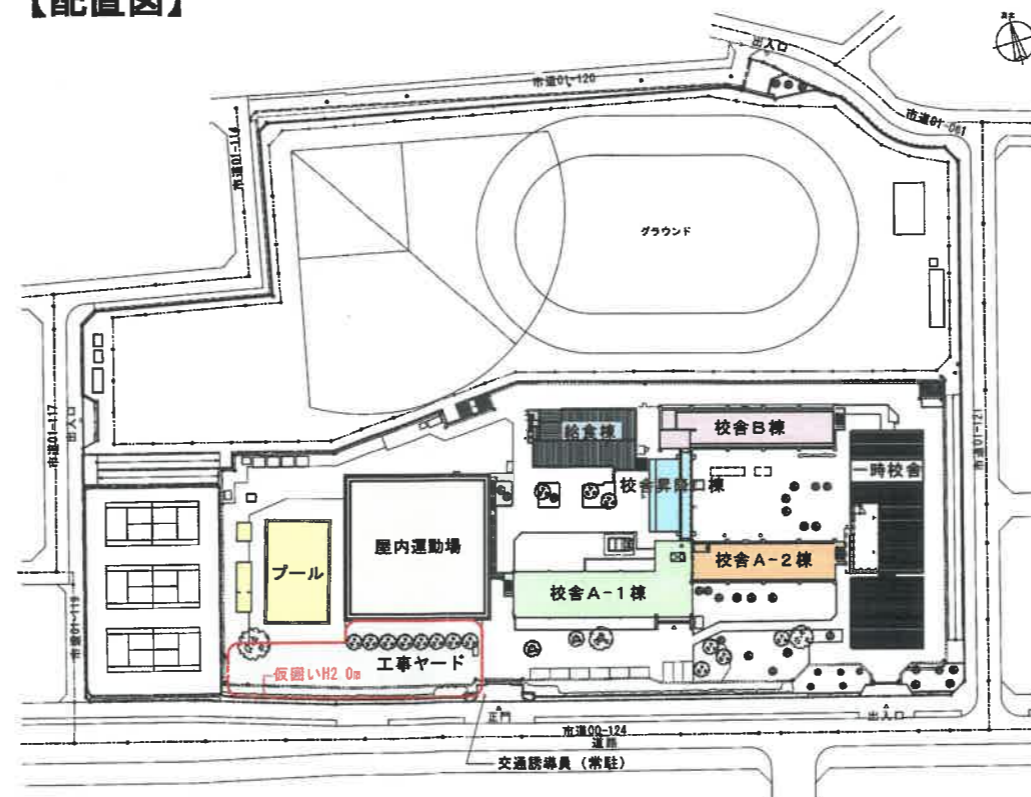 【配置図】
真北
出入口
市道01-120
市道01-061
市道01-118
グラウンド
市道01-117
出入口
市道01-121
給食棟
校舎B棟
一時校舎
校舎昇降口棟
屋内運動場
プール
校舎A-2棟
校舎A-1棟
市道01-119
工事ヤード
仮囲いH2.0m
正門
出入口
市道00-124
道路
交通誘導員（常駐）